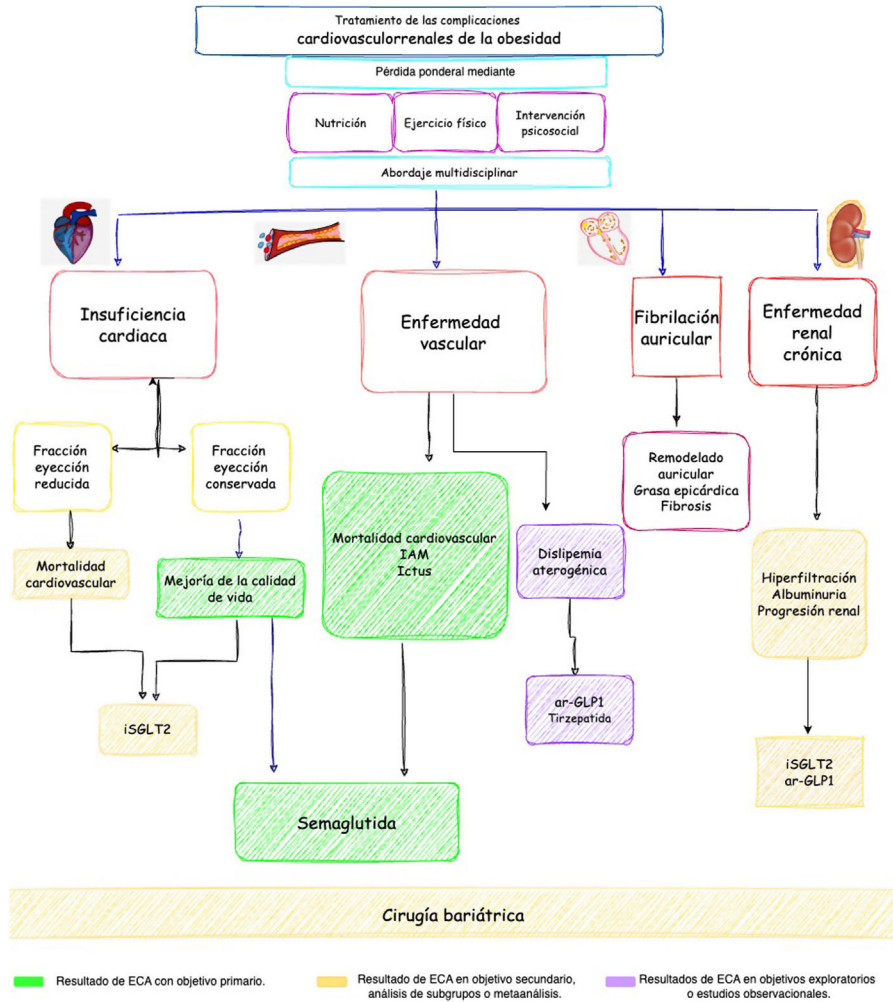 Tratamiento de las complicaciones
cardiovasculorrenales de la obesidad
Pérdida ponderal mediante
Nutrición
Ejercicio físico
Intervención
psicosocial
Abordaje multidisciplinar
Insuficiencia
cardiaca
Enfermedad
vascular
Fibrilación
auricular
Enfermedad
renal
crónica
Fracción
eyección
reducida
Fracción
eyección
conservada
Remodelado
auricular
Grasa epicárdica
Fibrosis
Mortalidad
cardiovascular
Mejoría de la calidad
de vida
Mortalidad cardiovascular
IAM
Ictus
Dislipemia
aterogénica
Hiperfiltración
Albuminuria
Progresión renal
iSGLT2
ar-GLP1
Tirzepatida
iSGLT2
ar-GLP1
Semaglutida
Cirugía bariátrica
Resultado de ECA con objetivo primario.
Resultado de ECA en objetivo secundario,
análisis de subgrupos o metaanálisis.
Resultados de ECA en objetivos exploratorios
o estudios observacionales.